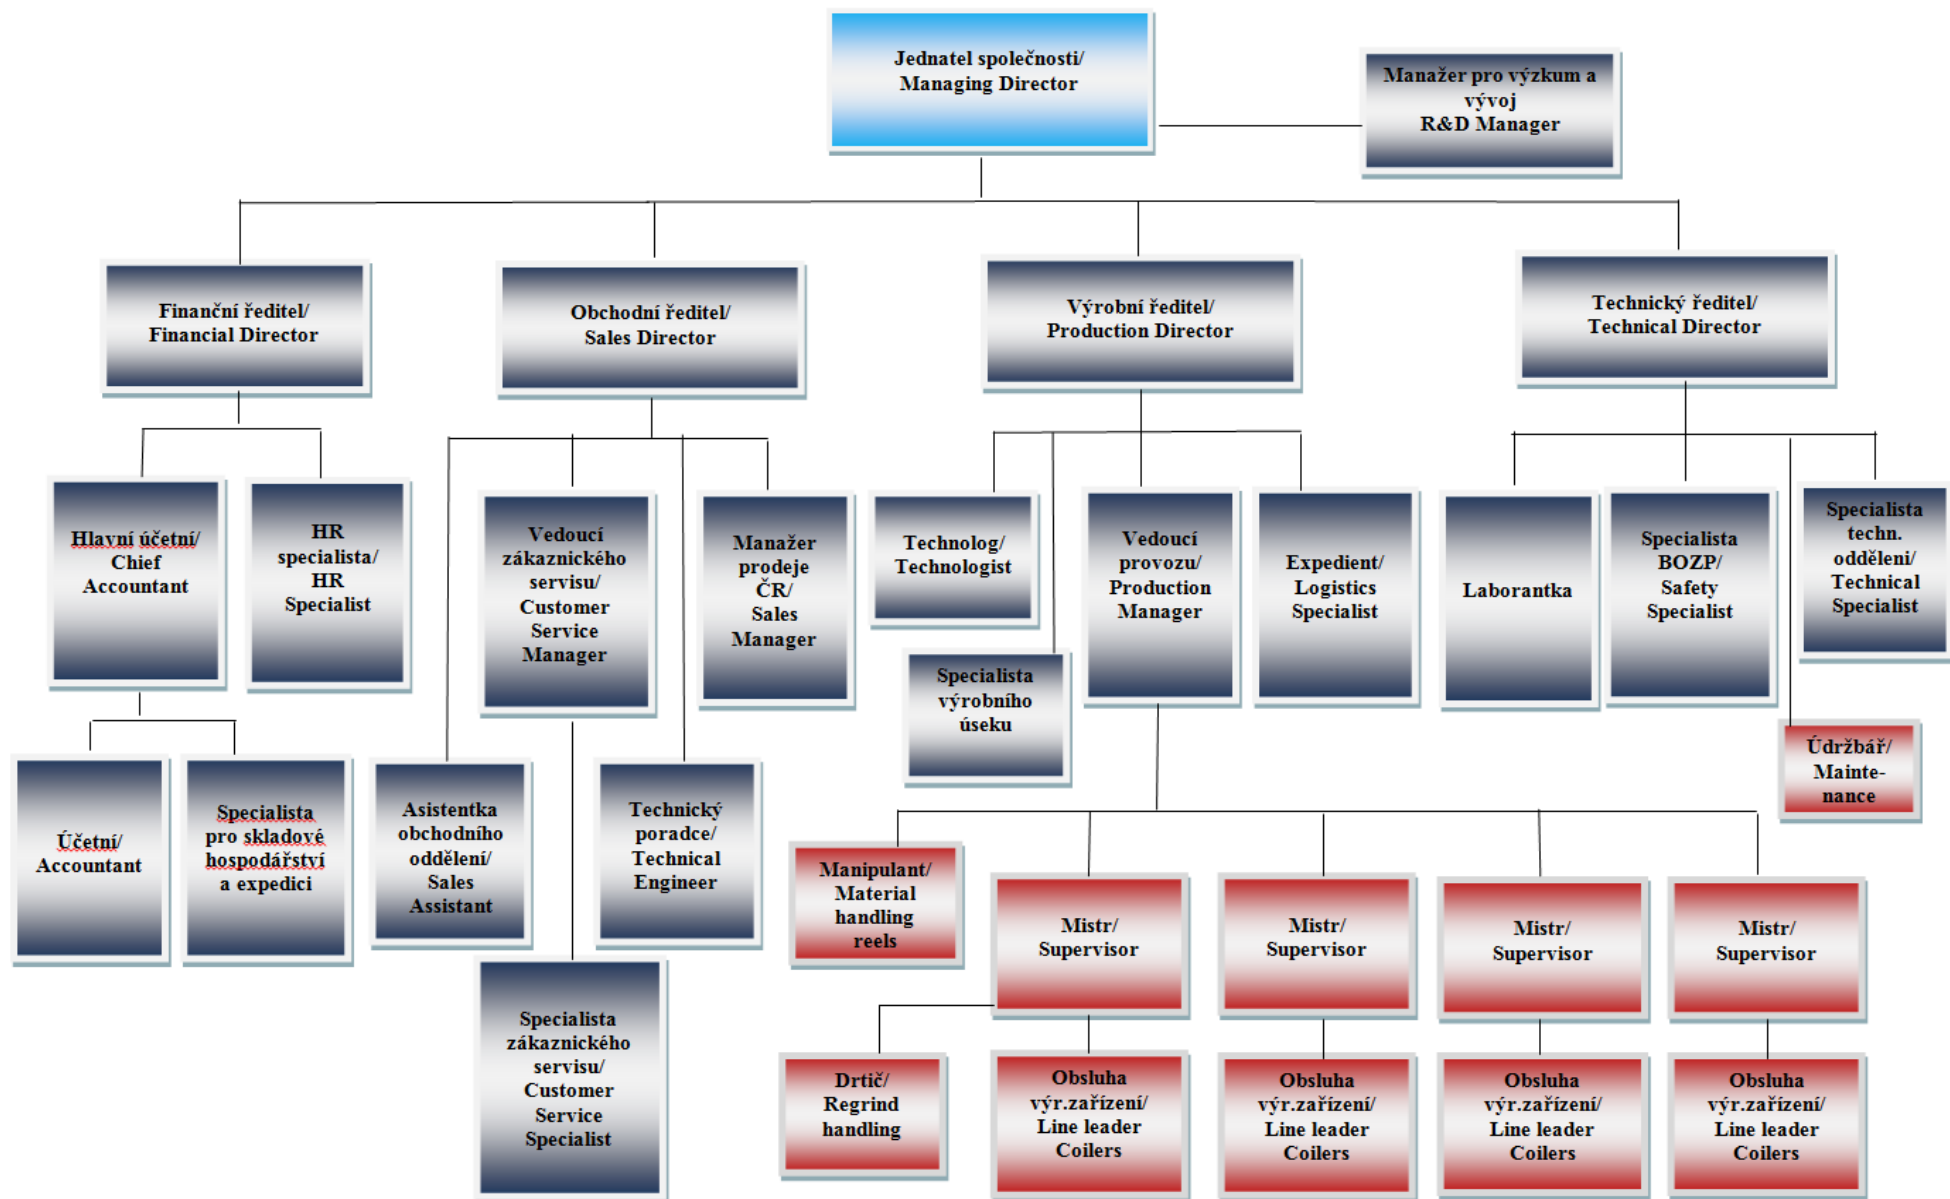 Jednatel společnosti/
Managing Director
Manažer pro výzkum a
vývoj
R&D Manager
Finanční ředitel/
Financial Director
Obchodní ředitel/
Sales Director
Výrobní ředitel/
Production Director
Technický ředitel/
Technical Director
Hlavní účetní/
Chief
Accountant
HR
specialista/
HR
Specialist
Vedoucí
zákaznického
servisu/
Customer
Service
Manager
Manažer
prodeje
ČR/
Sales
Manager
Technolog/
Technologist
Vedoucí
provozu/
Production
Manager
Expedient/
Logistics
Specialist
Laborantka
Specialista
BOZP/
Safety
Specialist
Specialista
techn.
odděleni/
Technical
Specialist
Specialista
výrobního
úseku
Údržbář/
Mainte-
nance
Účetní/
Accountant
Specialista
pro skladové
hospodářství
a expedici
Asistentka
obchodního
oddělení/
Sales
Assistant
Technický
poradce/
Technical
Engineer
Manipulant/
Material
handling
reels
Mistr/
Supervisor
Mistr/
Supervisor
Mistr/
Supervisor
Mistr/
Supervisor
Specialista
zákaznického
servisu/
Customer
Service
Specialist
Drtič/
Regrind
handling
Obsluha
výr.zařízení/
Line leader
Coilers
Obsluha
výr.zařízení/
Line leader
Coilers
Obsluha
výr.zařízení/
Line leader
Coilers
Obsluha
výr.zařízení/
Line leader
Coilers